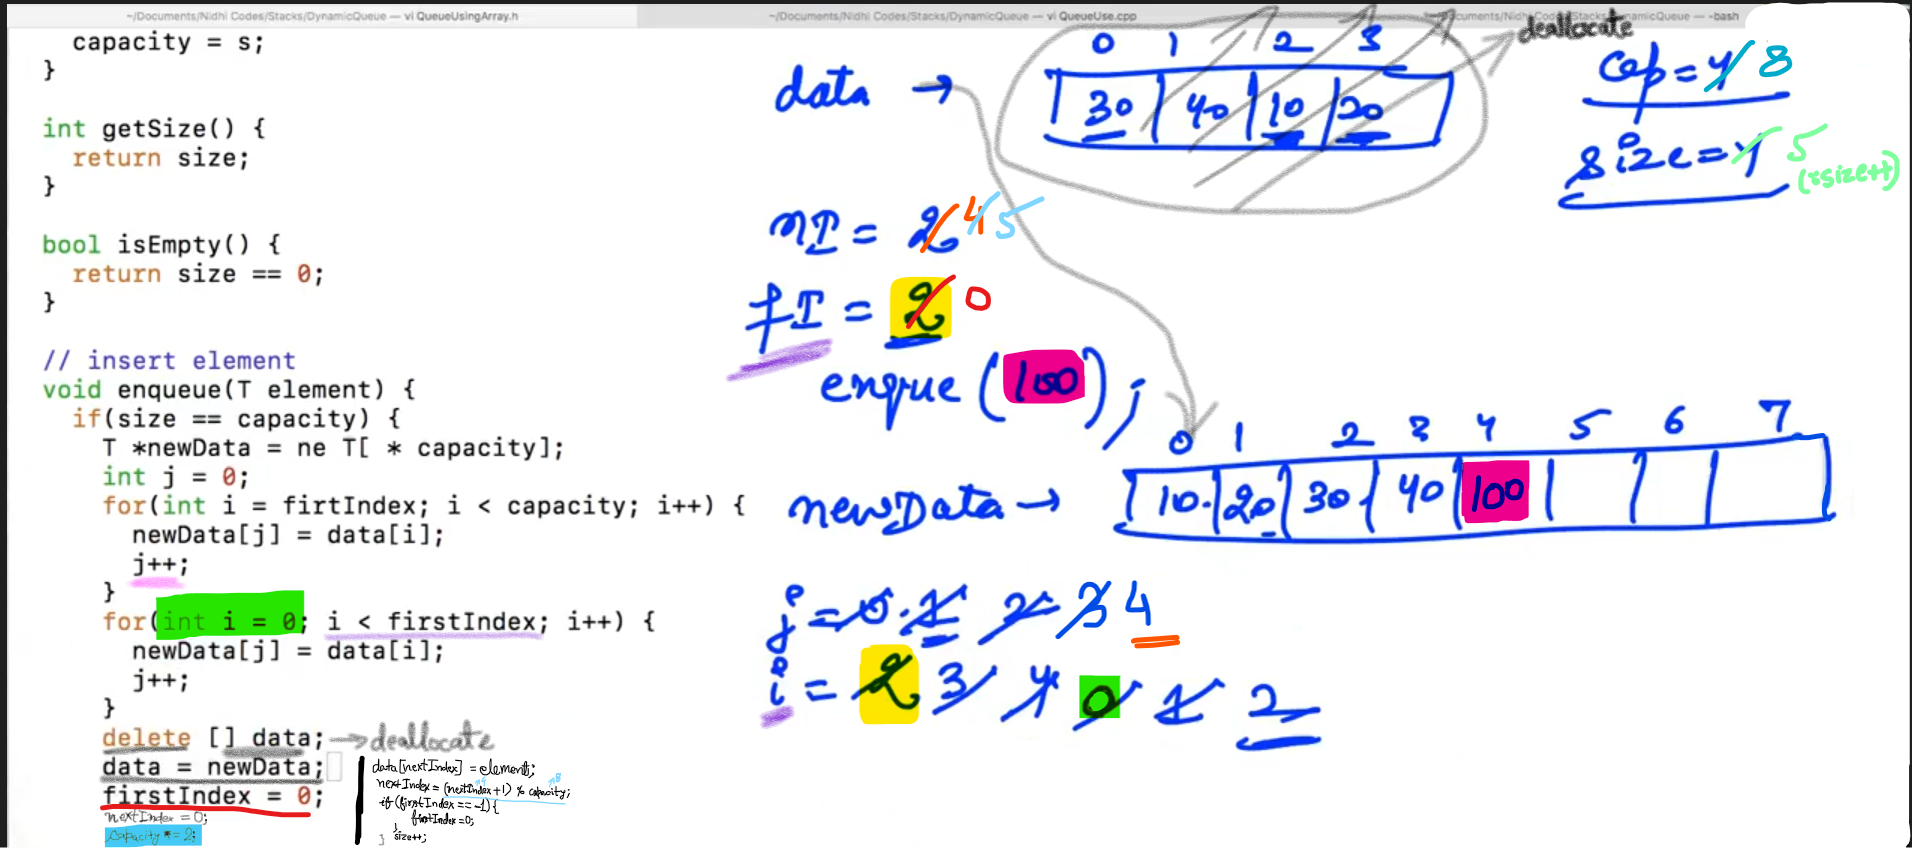 ~/Documents/Nidhi Codes/Stacks/DynamicQueue — vi QueueUsingArray.h
~/Documents/Nidhi Codes/Stacks/DynamicQueue — vi QueueUse.cpp
cuments/Nidhi Cod Stacks namicQueue — -bash
capacity = s;
}
int getSize() {
return size;
}
bool isEmpty() {
return size == 0;
}
// insert element
void enqueue(T element) {
if(size == capacity) {
T *newData = ne T[ * capacity];
int j = 0;
for(int i = firtIndex; i < capacity; i++) {
newData[j] = data[i];
j++;
}
for(int i = 0; i < firstIndex; i++) {
newData[j] = data[i];
j++;
}
delete [] data; → deallocate
data = newData;
firstIndex = 0;
nextIndex = 0;
capacity *= 2;
data[nextIndex] = element;
4 8
nextIndex = (nextIndex+1) % capacity;
if (firstIndex == -1) {
firstIndex = 0;
}
size++;
}
deallocate
0 1 2 3
data → 30 40 10 20
cap = 4 8
size = 4 5
(size++)
nI = 2 4 5
fI = 2 0
enque (100);
0 1 2 3 4 5 6 7
newData → 10 20 30 40 100
j = 0 1 2 3 4
i = 2 3 4 0 1 2